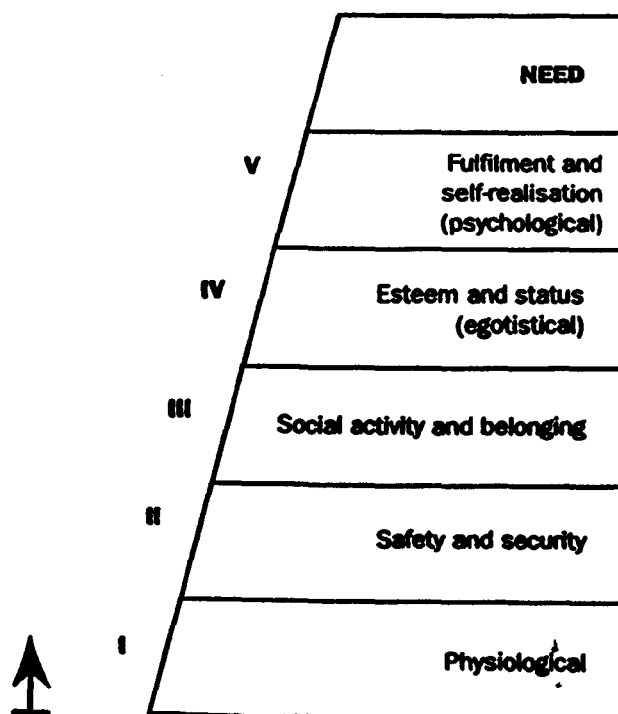 NEED
V
Fulfilment and
self-realisation
(psychological)
IV
Esteem and status
(egotistical)
III
Social activity and belonging
II
Safety and security
I
Physiological